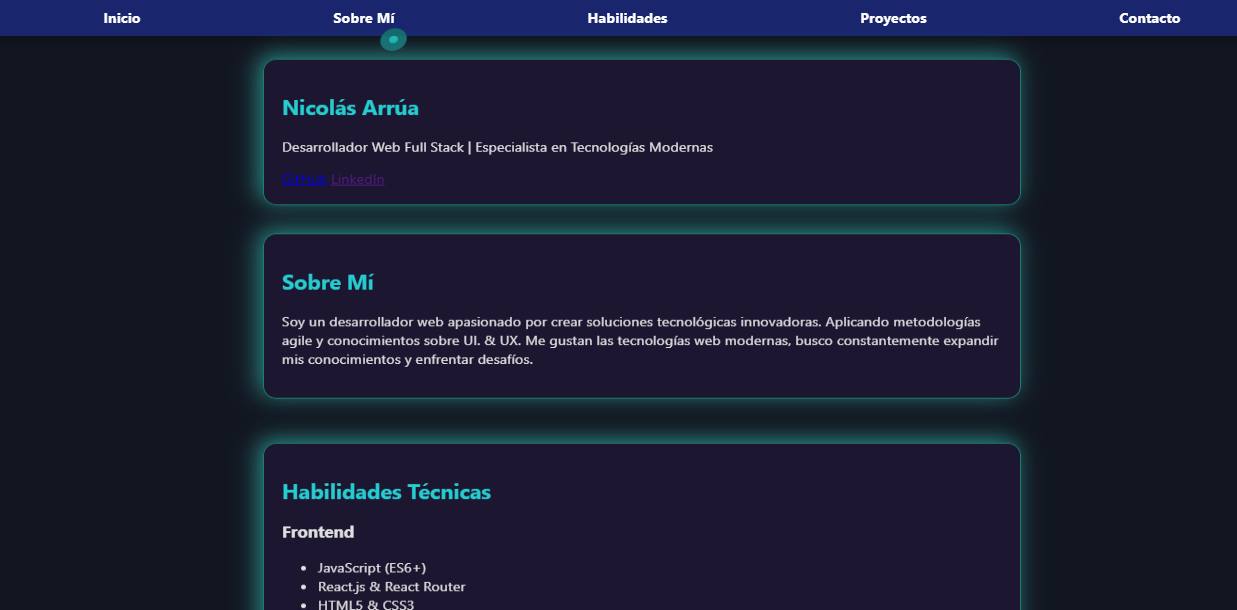 Inicio
Sobre Mí
Habilidades
Proyectos
Contacto
Nicolás Arrúa
Desarrollador Web Full Stack | Especialista en Tecnologías Modernas
GitHub LinkedIn
Sobre Mí
Soy un desarrollador web apasionado por crear soluciones tecnológicas innovadoras. Aplicando metodologías
agile y conocimientos sobre UI. & UX. Me gustan las tecnologías web modernas, busco constantemente expandir
mis conocimientos y enfrentar desafíos.
Habilidades Técnicas
Frontend
JavaScript (ES6+)
React.js & React Router
HTML5 & CSS3